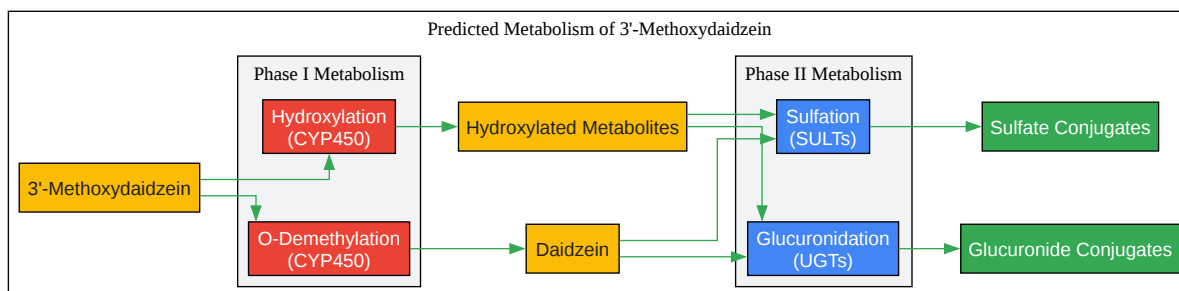 Predicted Metabolism of 3'-Methoxydaidzein
Phase I Metabolism
Phase II Metabolism
Hydroxylation
(CYP450)
Hydroxylated Metabolites
Sulfation
(SULTs)
Sulfate Conjugates
3'-Methoxydaidzein
O-Demethylation
(CYP450)
Daidzein
Glucuronidation
(UGTs)
Glucuronide Conjugates